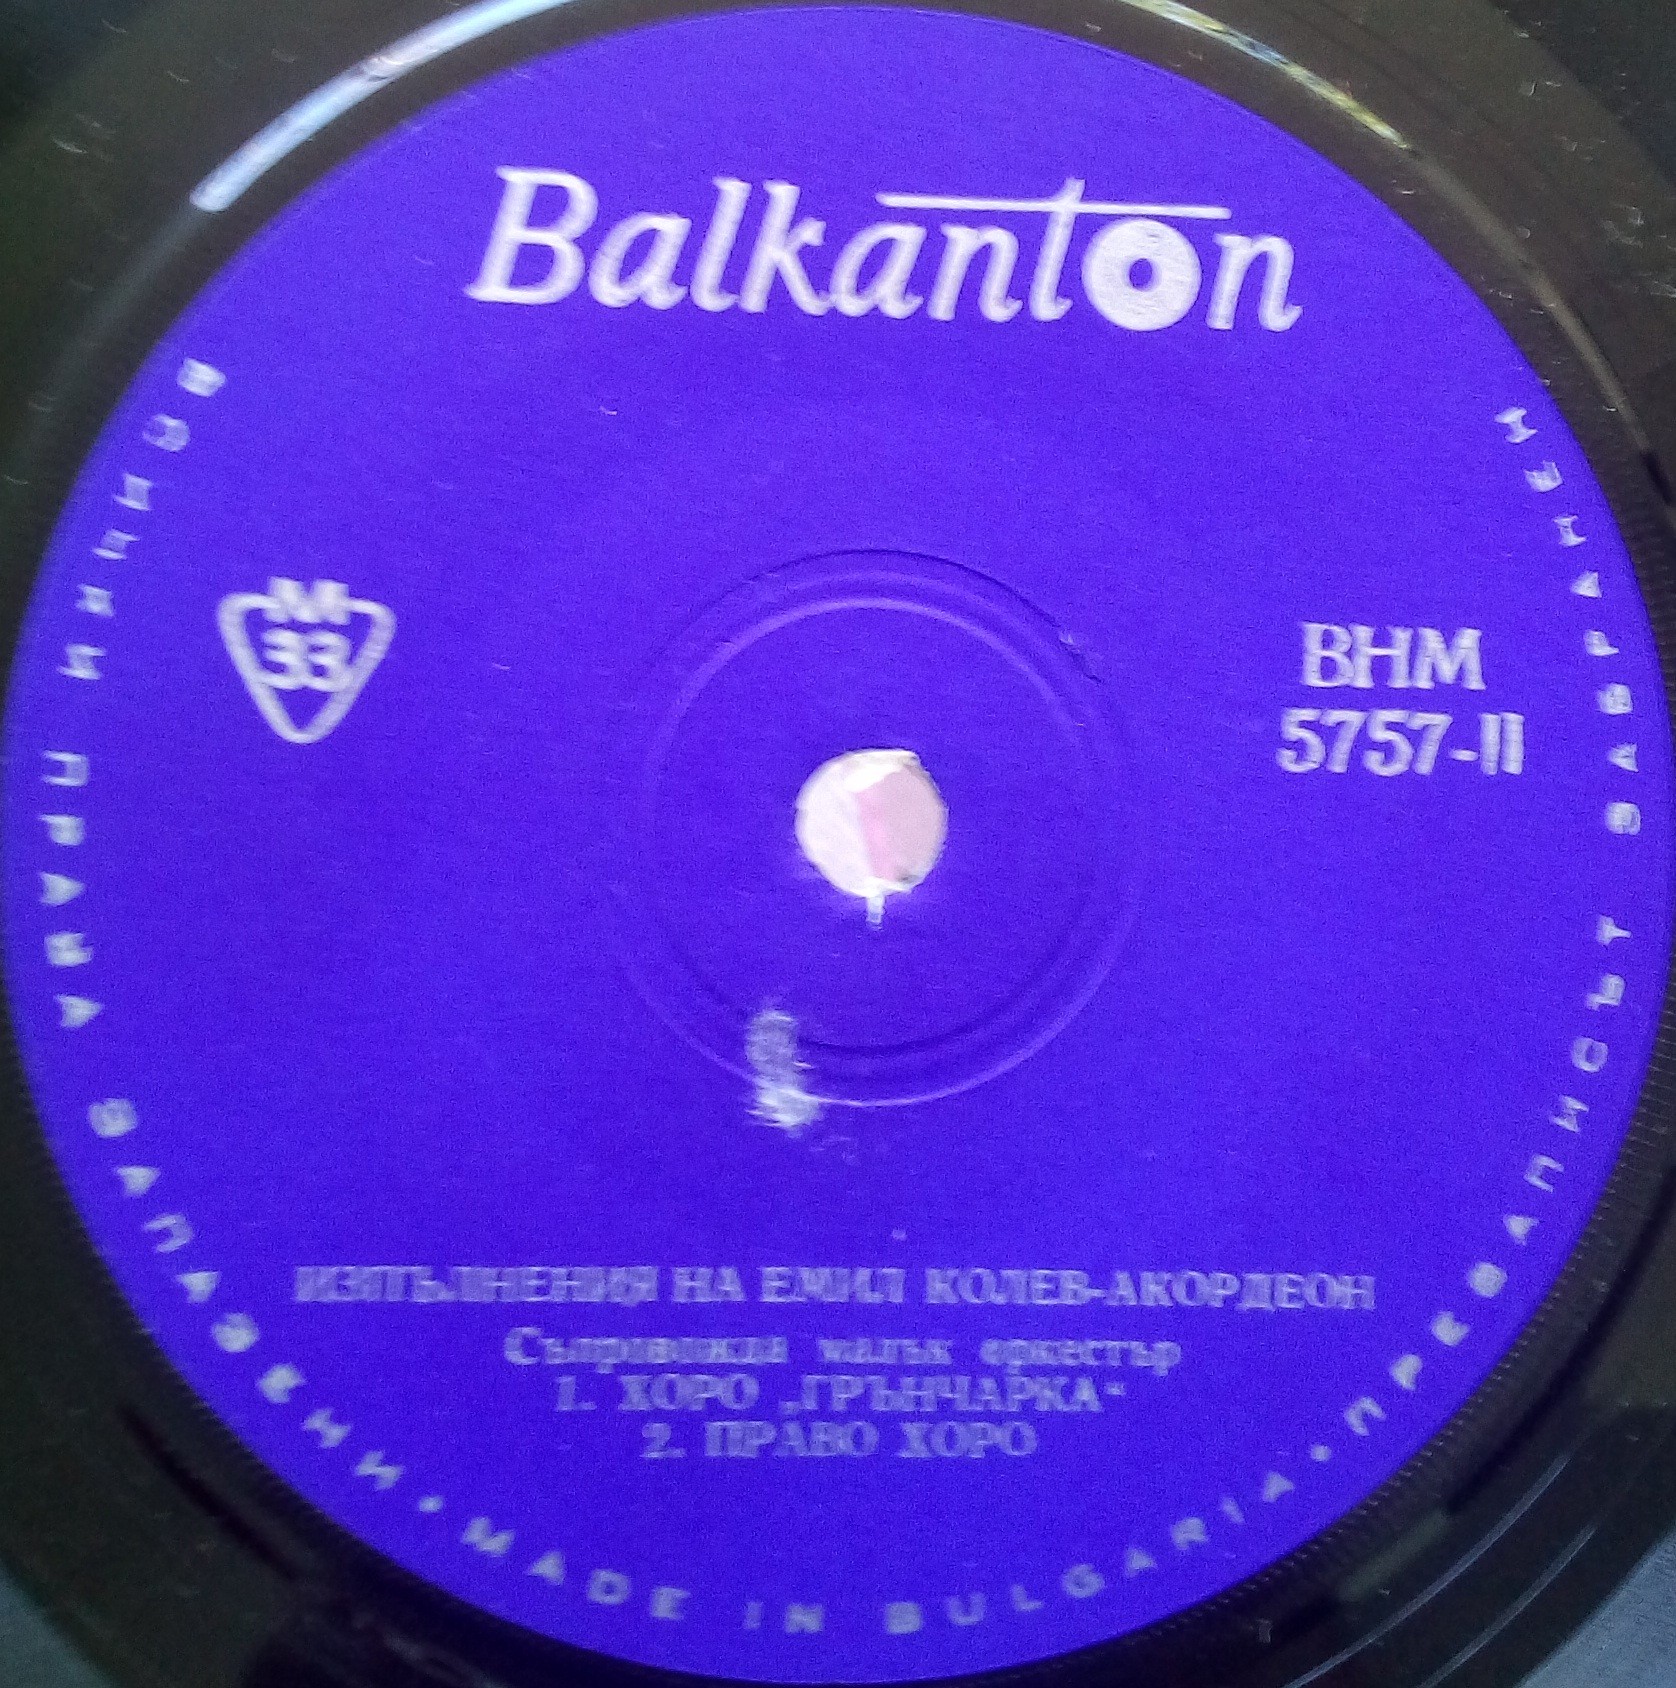 Balkanton
ВСИЧКИ ПРАВА ЗАПАЗЕНИ • MADE IN BULGARIA • ПРЕЗАПИСЪТ ЗАБРАНЕН
M
33
ВНМ
5757-II
ИЗПЪЛНЕНИЯ НА ЕМИЛ КОЛЕВ-АКОРДЕОН
Съпровожда малък оркестър
1. ХОРО „ГРЪНЧАРКА“
2. ПРАВО ХОРО